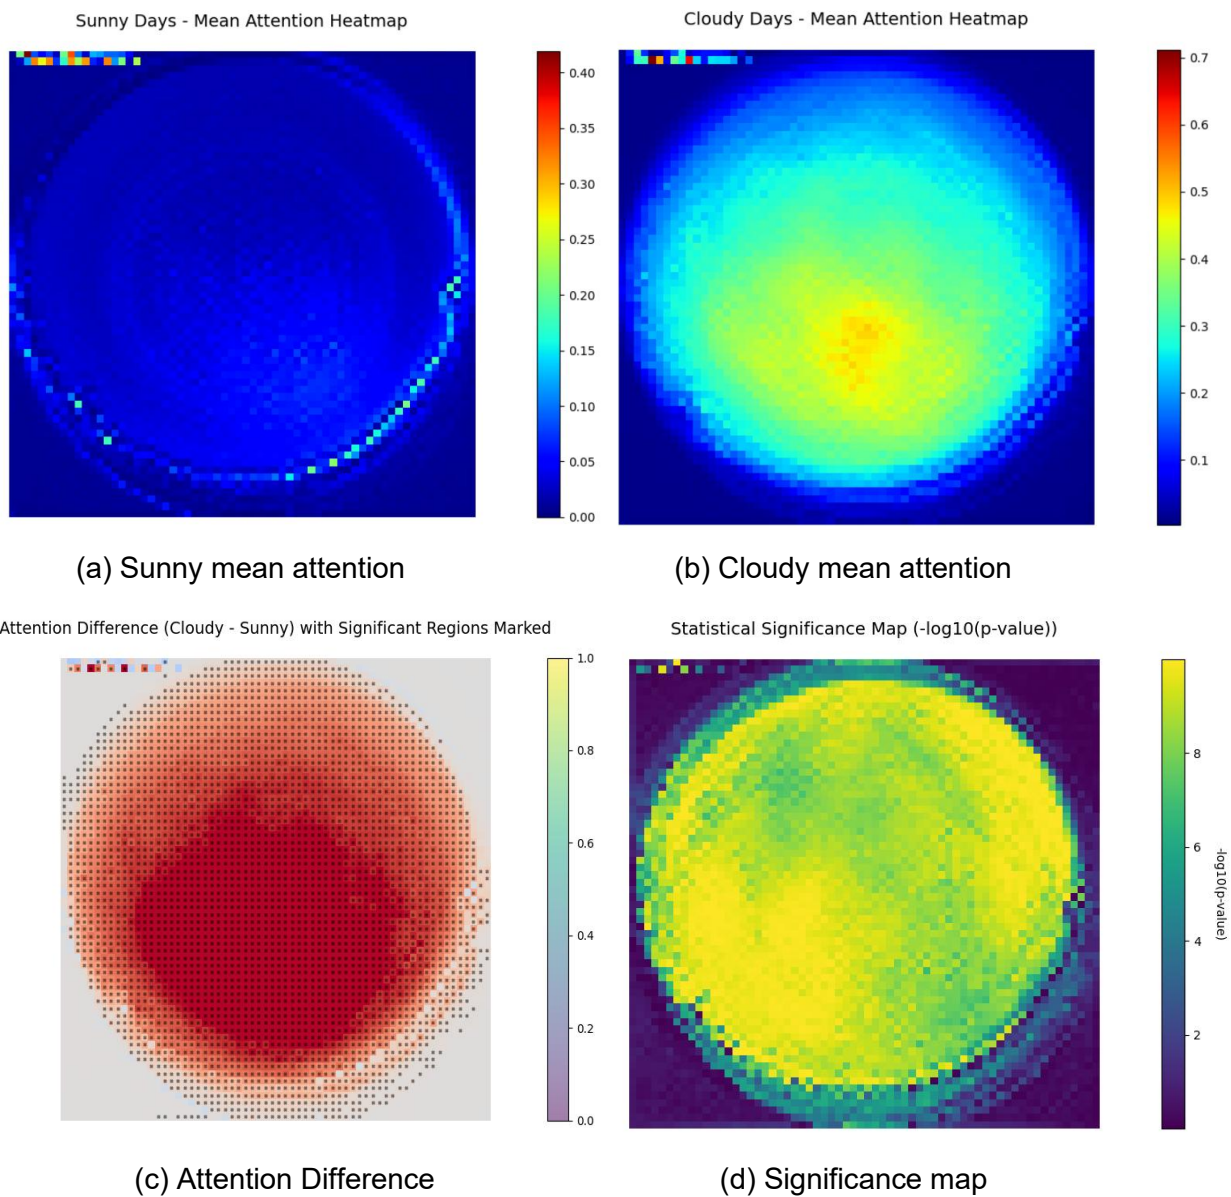 Sunny Days - Mean Attention Heatmap
0.40
0.35
0.30
0.25
0.20
0.15
0.10
0.05
0.00
(a) Sunny mean attention
Cloudy Days - Mean Attention Heatmap
0.7
0.6
0.5
0.4
0.3
0.2
0.1
(b) Cloudy mean attention
Attention Difference (Cloudy - Sunny) with Significant Regions Marked
1.0
0.8
0.6
0.4
0.2
0.0
(c) Attention Difference
Statistical Significance Map (-log10(p-value))
8
6
4
2
-log10(p-value)
(d) Significance map